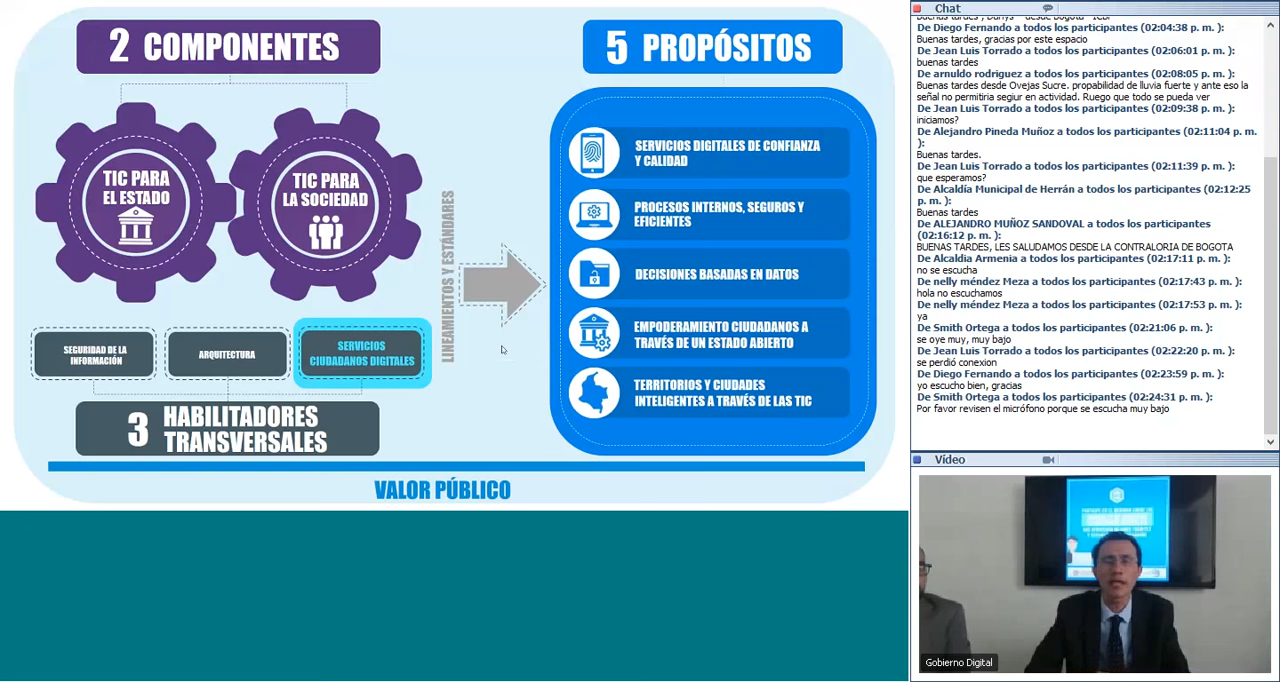 2 COMPONENTES
TIC PARA
EL ESTADO
TIC PARA
LA SOCIEDAD
LINEAMIENTOS Y ESTÁNDARES
SEGURIDAD DE LA
INFORMACIÓN
ARQUITECTURA
SERVICIOS
CIUDADANOS DIGITALES
3 HABILITADORES
TRANSVERSALES
5 PROPÓSITOS
SERVICIOS DIGITALES DE CONFIANZA
Y CALIDAD
PROCESOS INTERNOS, SEGUROS Y
EFICIENTES
DECISIONES BASADAS EN DATOS
EMPODERAMIENTO CIUDADANOS A
TRAVÉS DE UN ESTADO ABIERTO
TERRITORIOS Y CIUDADES
INTELIGENTES A TRAVÉS DE LAS TIC
VALOR PÚBLICO
Chat
De Diego Fernando a todos los participantes (02:04:38 p. m. ):
Buenas tardes, gracias por este espacio
De Jean Luis Torrado a todos los participantes (02:06:01 p. m. ):
buenas tardes
De arnuldo rodriguez a todos los participantes (02:08:05 p. m. ):
Buenas tardes desde Ovejas Sucre. propabilidad de lluvia fuerte y ante eso la
señal no permitiria segiur en actividad. Ruego que todo se pueda ver
De Jean Luis Torrado a todos los participantes (02:09:38 p. m. ):
iniciamos?
De Alejandro Pineda Muñoz a todos los participantes (02:11:04 p. m.
):
Buenas tardes.
De Jean Luis Torrado a todos los participantes (02:11:39 p. m. ):
que esperamos?
De Alcaldía Municipal de Herrán a todos los participantes (02:12:25
p. m. ):
Buenas tardes
De ALEJANDRO MUÑOZ SANDOVAL a todos los participantes
(02:16:12 p. m. ):
BUENAS TARDES, LES SALUDAMOS DESDE LA CONTRALORIA DE BOGOTA
De Alcaldia Armenia a todos los participantes (02:17:11 p. m. ):
no se escucha
De nelly méndez Meza a todos los participantes (02:17:43 p. m. ):
hola no escuchamos
De nelly méndez Meza a todos los participantes (02:17:53 p. m. ):
ya
De Smith Ortega a todos los participantes (02:21:06 p. m. ):
se oye muy, muy bajo
De Jean Luis Torrado a todos los participantes (02:22:20 p. m. ):
se perdió conexion
De Diego Fernando a todos los participantes (02:23:59 p. m. ):
yo escucho bien, gracias
De Smith Ortega a todos los participantes (02:24:31 p. m. ):
Por favor revisen el micrófono porque se escucha muy bajo
Vídeo
Gobierno Digital